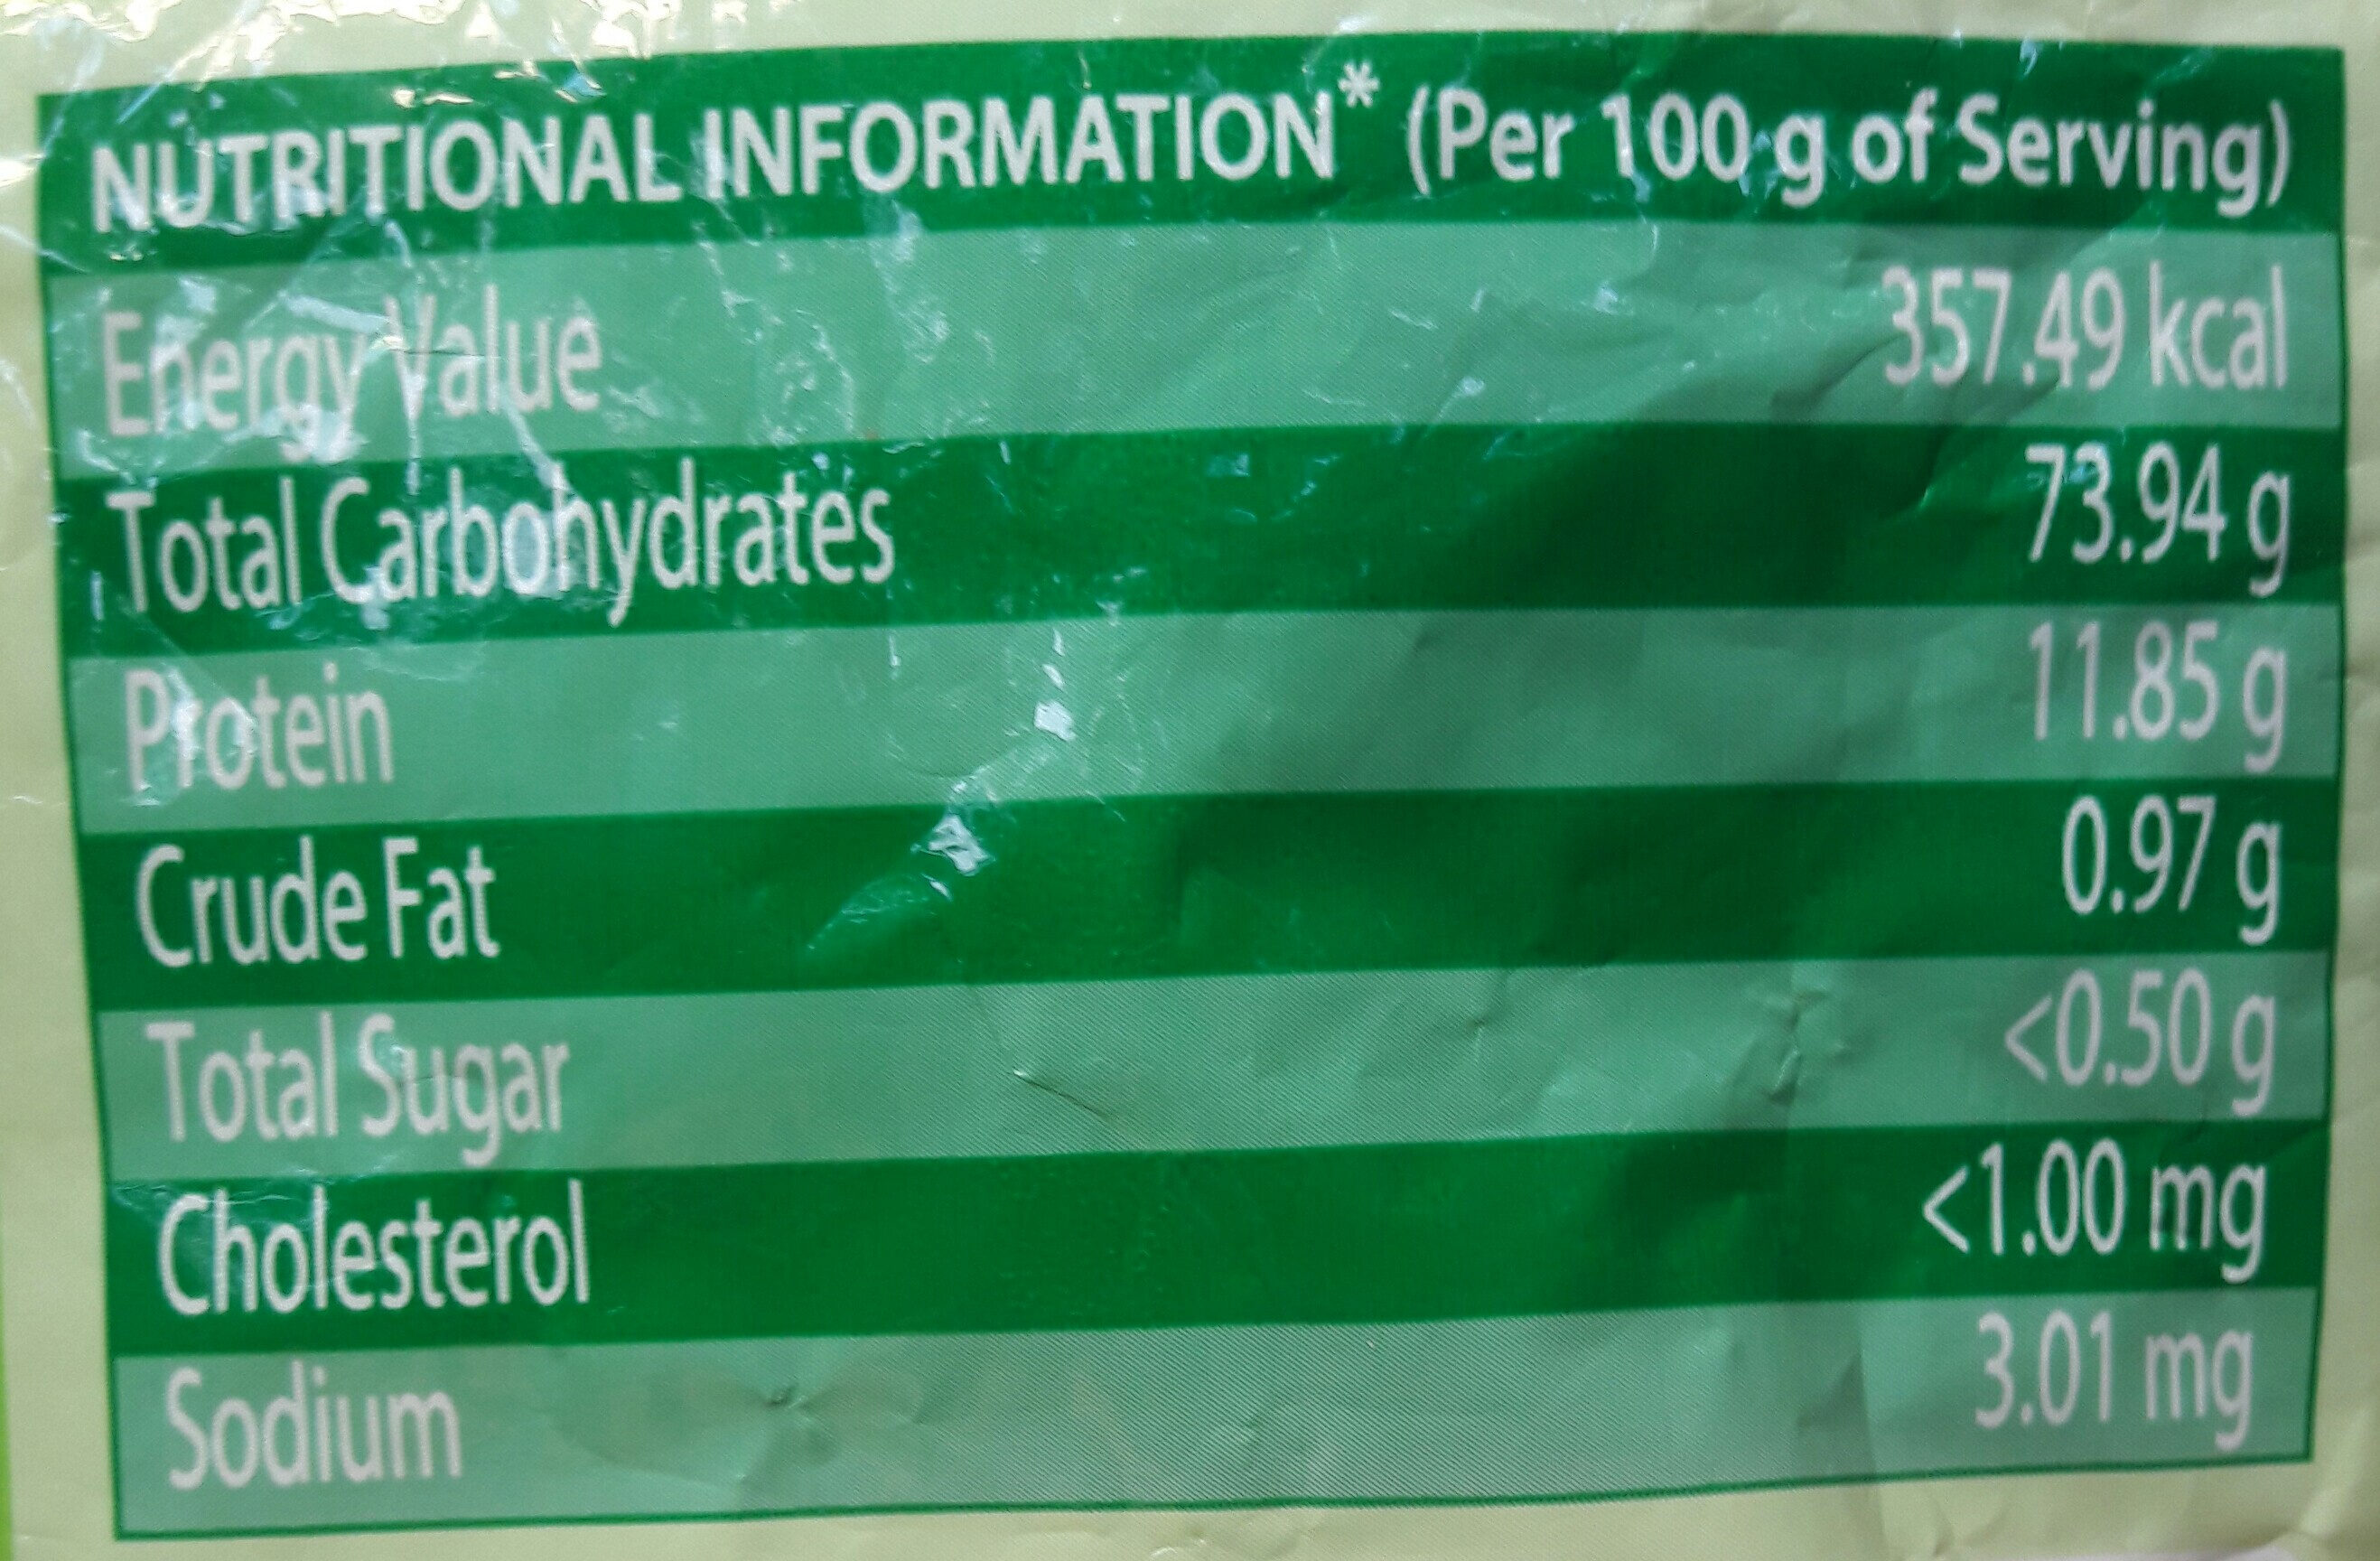 NUTRITIONAL INFORMATION* (Per 100 g of Serving)
Energy Value 357.49 kcal
Total Carbohydrates 73.94 g
Protein 11.85 g
Crude Fat 0.97 g
Total Sugar <0.50 g
Cholesterol <1.00 mg
Sodium 3.01 mg